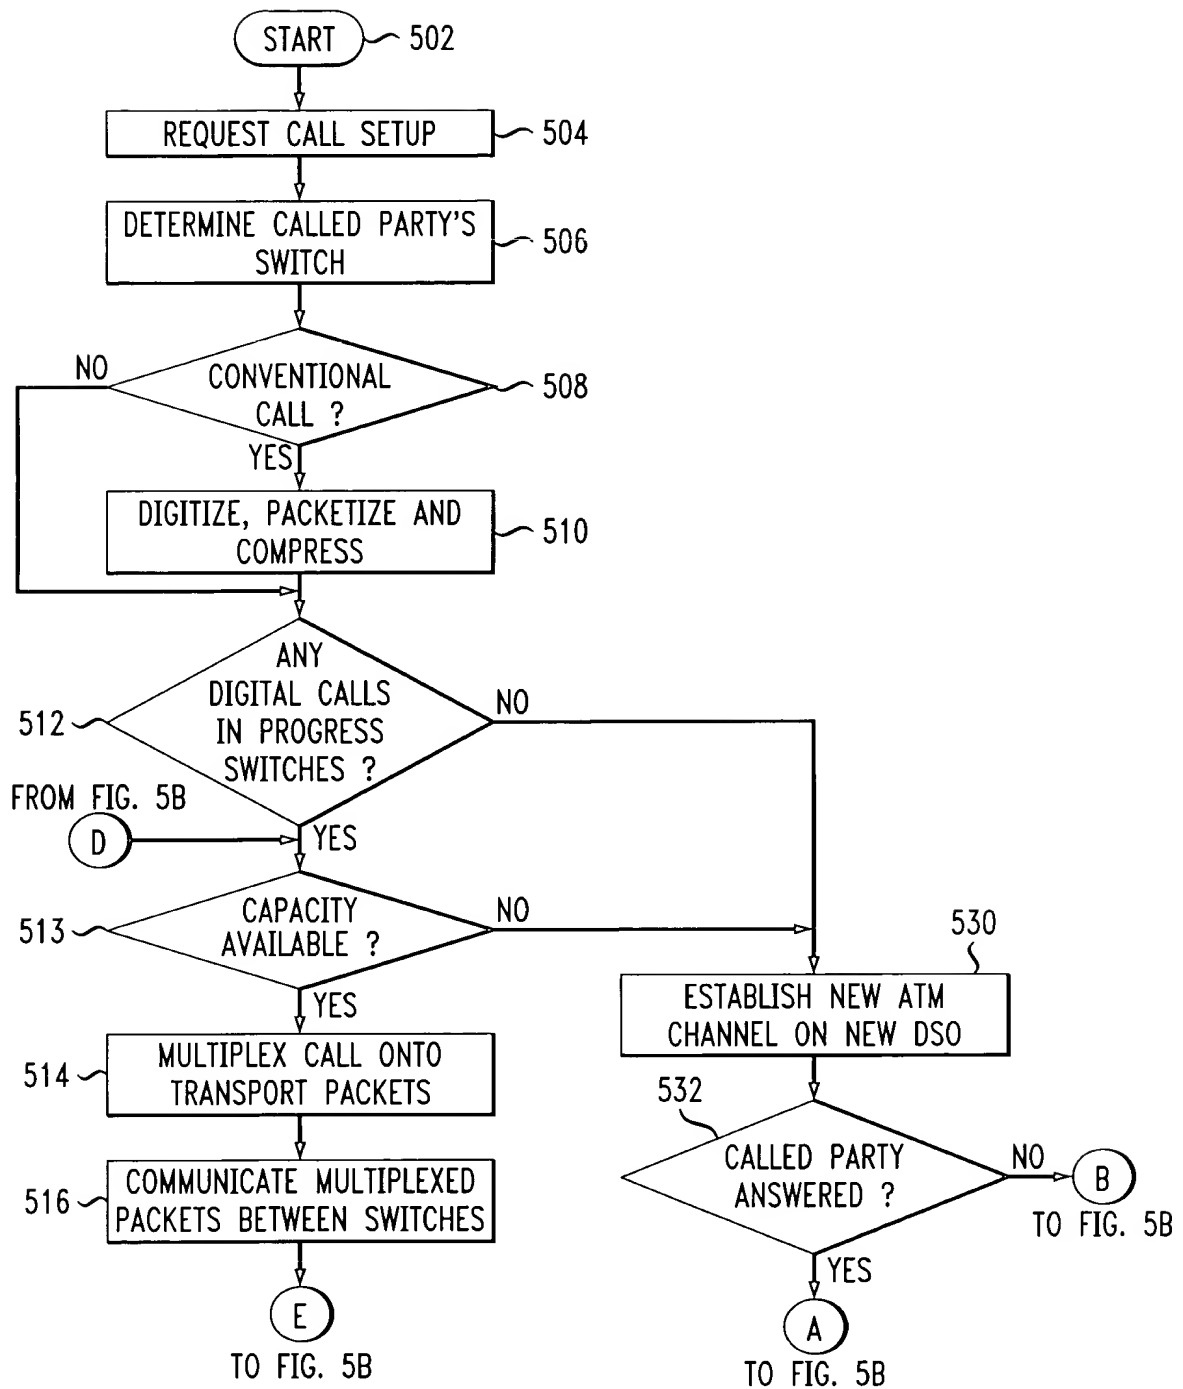 START
502
REQUEST CALL SETUP
504
DETERMINE CALLED PARTY'S
SWITCH
506
NO
CONVENTIONAL
CALL ?
508
YES
DIGITIZE, PACKETIZE AND
COMPRESS
510
ANY
DIGITAL CALLS
IN PROGRESS
SWITCHES ?
512
NO
FROM FIG. 5B
D
YES
CAPACITY
AVAILABLE ?
513
NO
YES
530
ESTABLISH NEW ATM
CHANNEL ON NEW DSO
MULTIPLEX CALL ONTO
TRANSPORT PACKETS
514
532
CALLED PARTY
ANSWERED ?
NO
B
TO FIG. 5B
COMMUNICATE MULTIPLEXED
PACKETS BETWEEN SWITCHES
516
YES
E
TO FIG. 5B
A
TO FIG. 5B